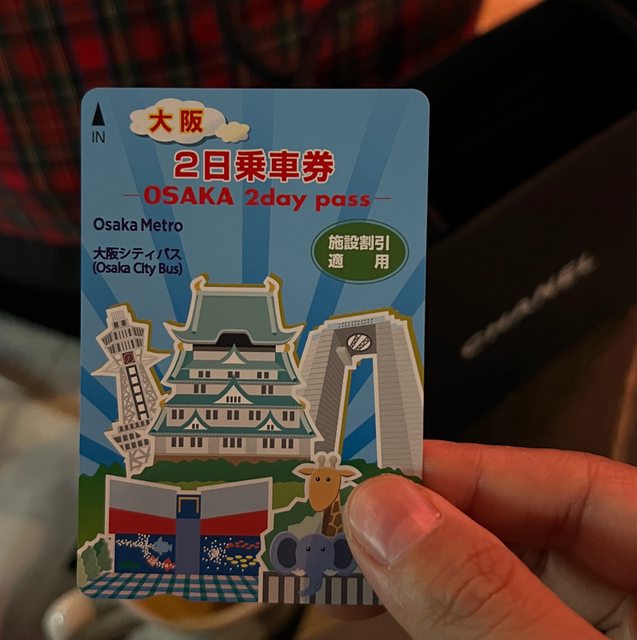 大阪
IN
2日乗車券
OSAKA 2day pass
Osaka Metro
大阪シティバス
(Osaka City Bus)
施設割引
適 用
CHANEL